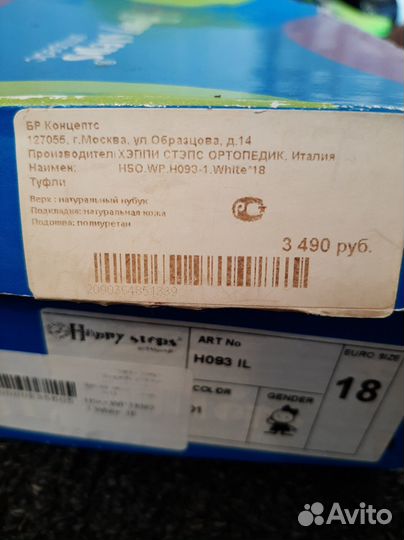 БР Концептс
127055, г.Москва, ул.Образцова, д.14
Производитель ХЭППИ СТЭПС ОРТОПЕДИК, Италия
Наимен: HSO.WP.H093-1.White*18
Туфли
Верх: натуральный нубук
Подкладка: натуральная кожа
Подошва: полиуретан
3 490 руб.
2090364851339
Happy steps
ART No
H093 IL
EURO SIZE
18
COLOR
01
GENDER
Avito